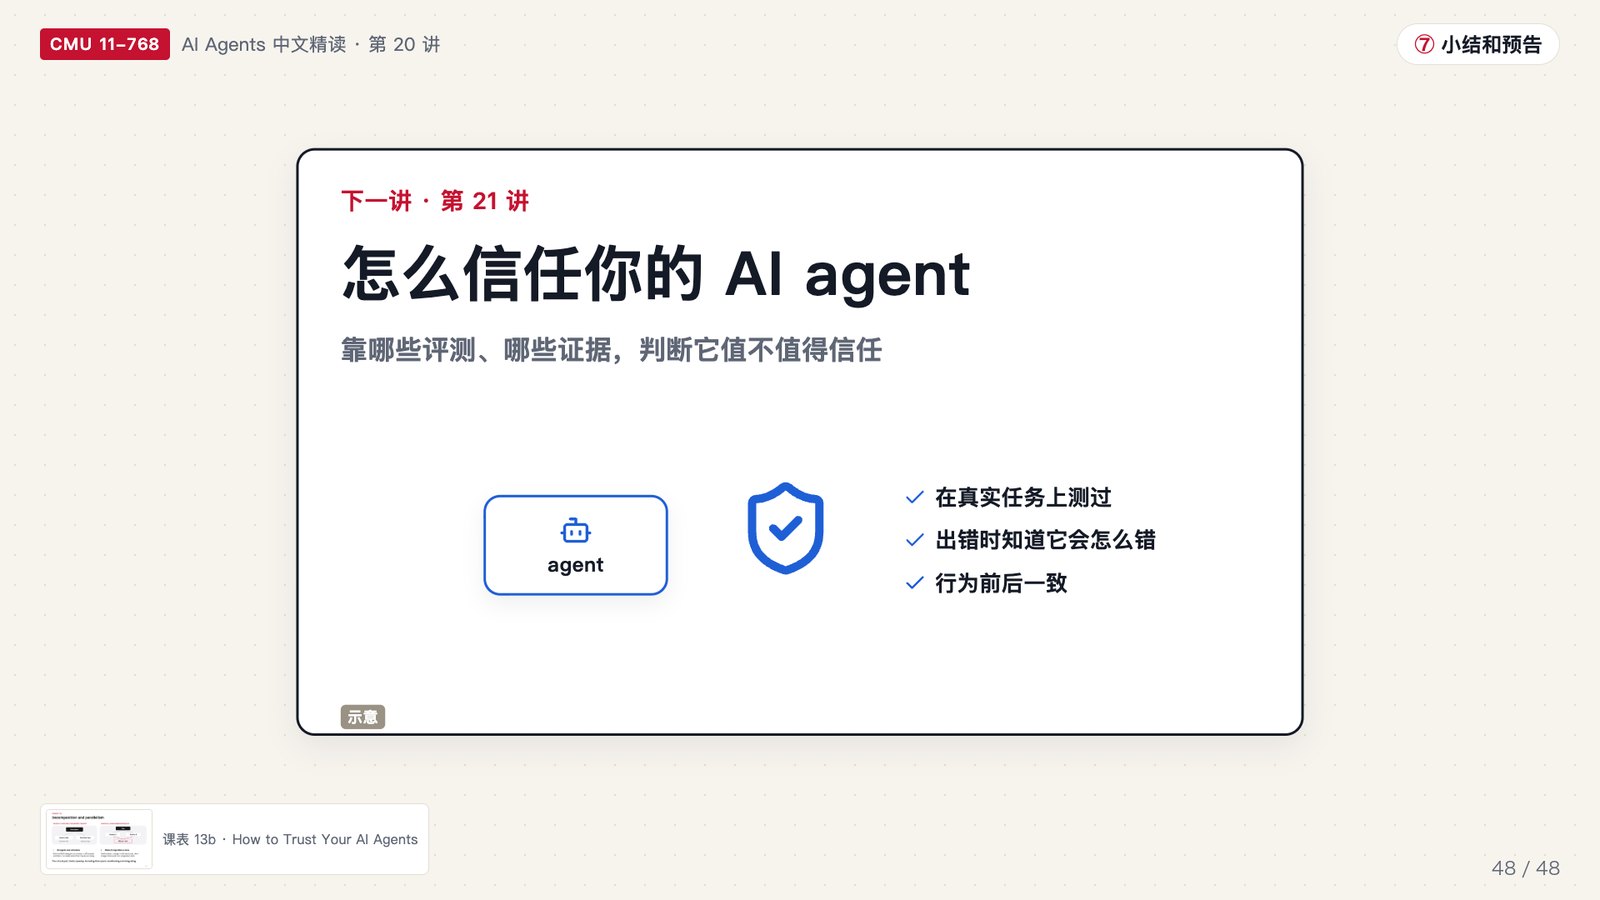 CMU 11-768
AI Agents 中文精读 · 第 20 讲
⑦ 小结和预告
下一讲 · 第 21 讲
怎么信任你的 AI agent
靠哪些评测、哪些证据，判断它值不值得信任
agent
在真实任务上测过
出错时知道它会怎么错
行为前后一致
示意
Decomposition and parallelism
课表 13b · How to Trust Your AI Agents
48 / 48